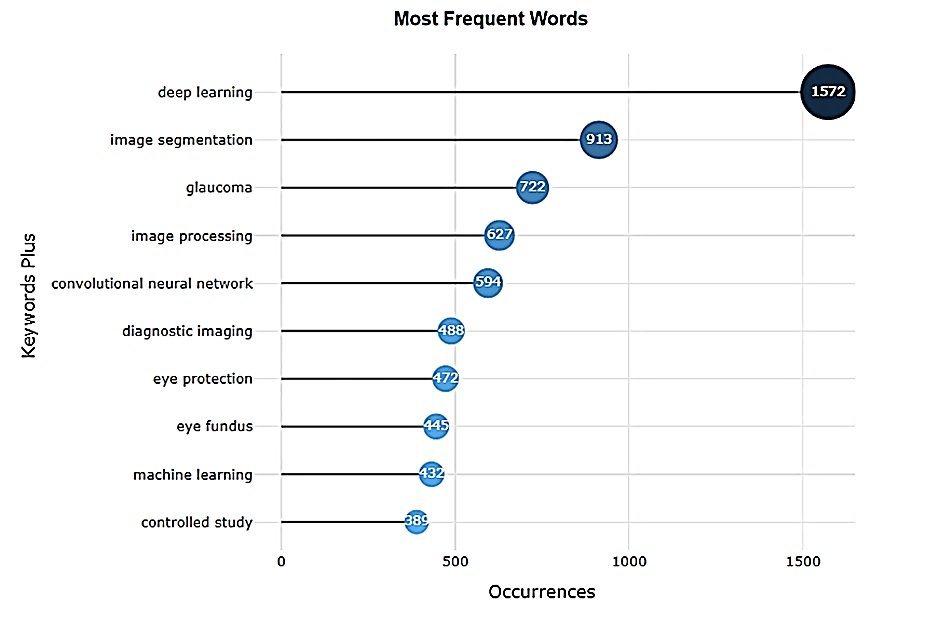 Most Frequent Words
Keywords Plus
deep learning 1572
image segmentation 913
glaucoma 722
image processing 627
convolutional neural network 594
diagnostic imaging 488
eye protection 472
eye fundus 445
machine learning 432
controlled study 389
0 500 1000 1500
Occurrences